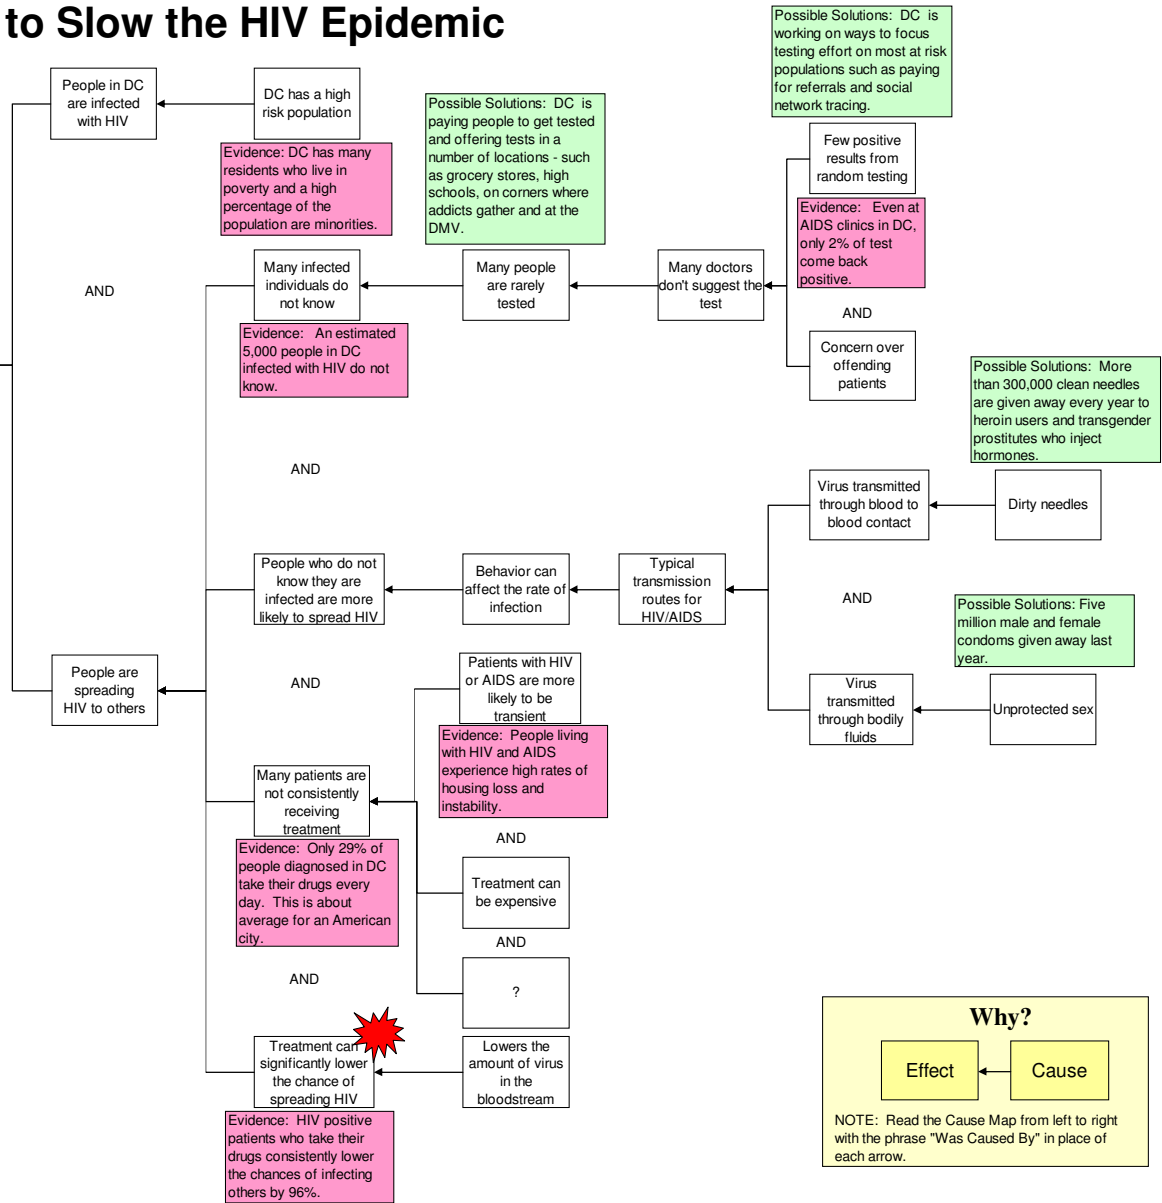 to Slow the HIV Epidemic
Possible Solutions: DC is
working on ways to focus
testing effort on most at risk
populations such as paying
for referrals and social
network tracing.
People in DC
are infected
with HIV
DC has a high
risk population
Evidence: DC has many
residents who live in
poverty and a high
percentage of the
population are minorities.
Possible Solutions: DC is
paying people to get tested
and offering tests in a
number of locations - such
as grocery stores, high
schools, on corners where
addicts gather and at the
DMV.
Few positive
results from
random testing
Evidence: Even at
AIDS clinics in DC,
only 2% of test
come back
positive.
AND
Many infected
individuals do
not know
Many people
are rarely
tested
Many doctors
don't suggest the
test
AND
Evidence: An estimated
5,000 people in DC
infected with HIV do not
know.
Concern over
offending
patients
Possible Solutions: More
than 300,000 clean needles
are given away every year to
heroin users and transgender
prostitutes who inject
hormones.
AND
Virus transmitted
through blood to
blood contact
Dirty needles
People who do not
know they are
infected are more
likely to spread HIV
Behavior can
affect the rate of
infection
Typical
transmission
routes for
HIV/AIDS
AND
Possible Solutions: Five
million male and female
condoms given away last
year.
People are
spreading
HIV to others
AND
Patients with HIV
or AIDS are more
likely to be
transient
Virus
transmitted
through bodily
fluids
Unprotected sex
Evidence: People living
with HIV and AIDS
experience high rates of
housing loss and
instability.
Many patients are
not consistently
receiving
treatment
AND
Evidence: Only 29% of
people diagnosed in DC
take their drugs every
day. This is about
average for an American
city.
Treatment can
be expensive
AND
AND
?
Treatment can
significantly lower
the chance of
spreading HIV
Lowers the
amount of virus
in the
bloodstream
Evidence: HIV positive
patients who take their
drugs consistently lower
the chances of infecting
others by 96%.
Why?
Effect
Cause
NOTE: Read the Cause Map from left to right
with the phrase "Was Caused By" in place of
each arrow.